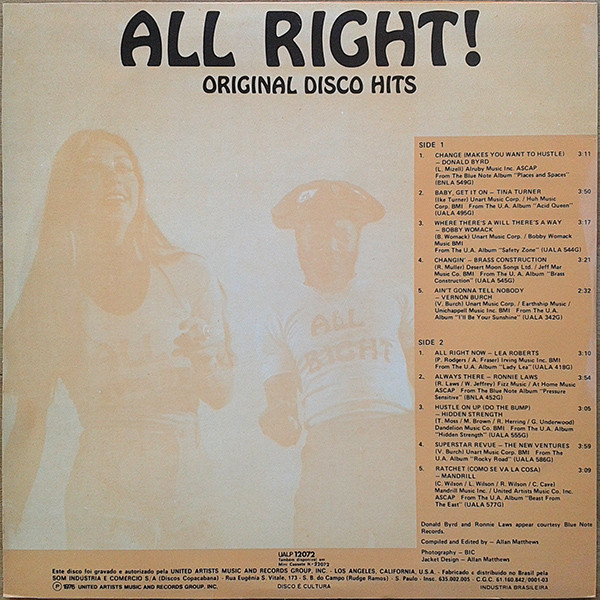 ALL RIGHT!
ORIGINAL DISCO HITS
ALL
RIGHT
SIDE 1
1. CHANGE (MAKES YOU WANT TO HUSTLE) 3:11
– DONALD BYRD
(L. Mizell) Alruby Music Inc. ASCAP
From The Blue Note Album "Places and Spaces"
(BNLA 549G)
2. BABY, GET IT ON – TINA TURNER 3:50
(Ike Turner) Unart Music Corp. / Huh Music
Corp. BMI From The U.A. Album "Acid Queen"
(UALA 495G)
3. WHERE THERE'S A WILL THERE'S A WAY 3:17
– BOBBY WOMACK
(B. Womack) Unart Music Corp. / Bobby Womack
Music BMI
From The U.A. Album "Safety Zone" (UALA 544G)
4. CHANGIN' – BRASS CONSTRUCTION 3:21
(R. Muller) Desert Moon Songs Ltd. / Jeff Mar
Music Co. BMI From The U. A. Album "Brass
Construction" (UALA 545G)
5. AIN'T GONNA TELL NOBODY 2:32
– VERNON BURCH
(V. Burch) Unart Music Corp. / Earthship Music /
Unichappell Music Inc. BMI From The U.A.
Album "I'll Be Your Sunshine" (UALA 342G)
SIDE 2
1. ALL RIGHT NOW – LEA ROBERTS 3:10
(P. Rodgers / A. Fraser) Irving Music Inc. BMI
From The U.A. Album "Lady Lea" (UALA 418G)
2. ALWAYS THERE – RONNIE LAWS 3:54
(R. Laws / W. Jeffrey) Fizz Music / At Home Music
ASCAP From The Blue Note Album "Pressure
Sensitive" (BNLA 452G)
3. HUSTLE ON UP (DO THE BUMP) 3:05
– HIDDEN STRENGTH
(T. Moss / M. Brown / R. Herring / G. Underwood)
Dandelion Music Co. BMI From The U.A. Album
"Hidden Strength" (UALA 555G)
4. SUPERSTAR REVUE – THE NEW VENTURES 3:59
(V. Burch) Unart Music Corp. BMI From The
U.A. Album "Rocky Road" (UALA 586G)
5. RATCHET (COMO SE VA LA COSA) 3:09
– MANDRILL
(C. Wilson / L. Wilson / R. Wilson / C. Cave)
Mandrill Music Inc. / United Artists Music Co. Inc.
ASCAP From The U.A. Album "Beast From
The East" (UALA 577G)
Donald Byrd and Ronnie Laws appear courtesy Blue Note
Records.
Compiled and Edited by – Allan Matthews
Photography – BIC
Jacket Design – Allan Matthews
UALP 12072
Também disponível em
Mini Cassete
Este disco foi gravado e autorizado pela UNITED ARTISTS MUSIC AND RECORDS GROUP, INC. - LOS ANGELES, CALIFORNIA, U.S.A. - Fabricado e distribuido no Brasil pela
SOM INDUSTRIA E COMERCIO S/A (Discos Copacabana) - Rua Eugênia S. Vitale, 173 - S. B. do Campo (Rudge Ramos) - S. Paulo - Insc. 635.002.005 - C.G.C. 61.160.842/0001-03
Ⓟ 1976 UNITED ARTISTS MUSIC AND RECORDS GROUP, INC. DISCO É CULTURA INDÚSTRIA BRASILEIRA